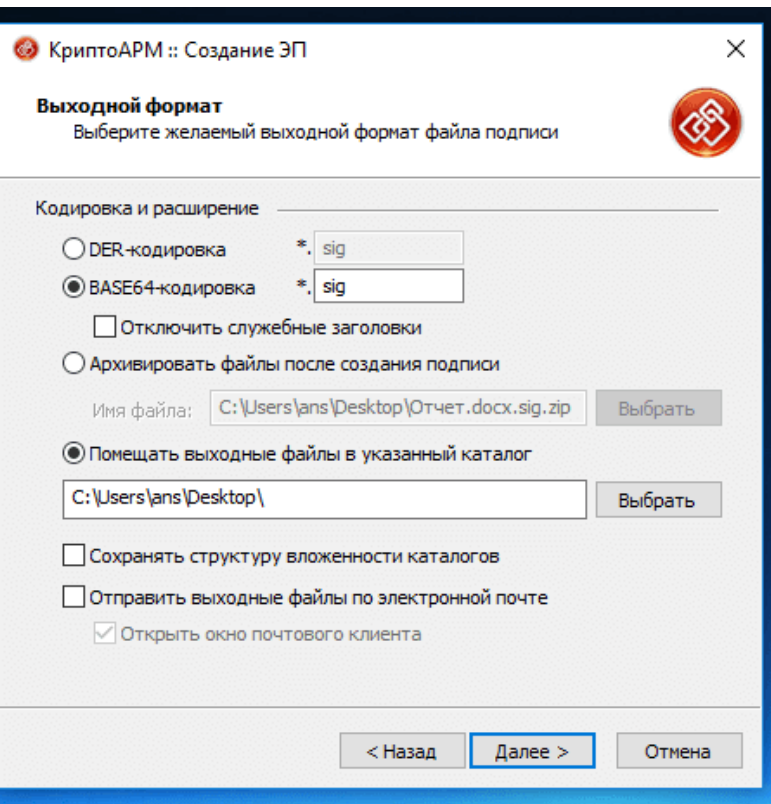 КриптоАРМ :: Создание ЭП
Выходной формат
Выберите желаемый выходной формат файла подписи
Кодировка и расширение
DER-кодировка *. sig
BASE64-кодировка *. sig
Отключить служебные заголовки
Архивировать файлы после создания подписи
Имя файла: C:\Users\ans\Desktop\Отчет.docx.sig.zip Выбрать
Помещать выходные файлы в указанный каталог
C:\Users\ans\Desktop\ Выбрать
Сохранять структуру вложенности каталогов
Отправить выходные файлы по электронной почте
Открыть окно почтового клиента
< Назад Далее > Отмена